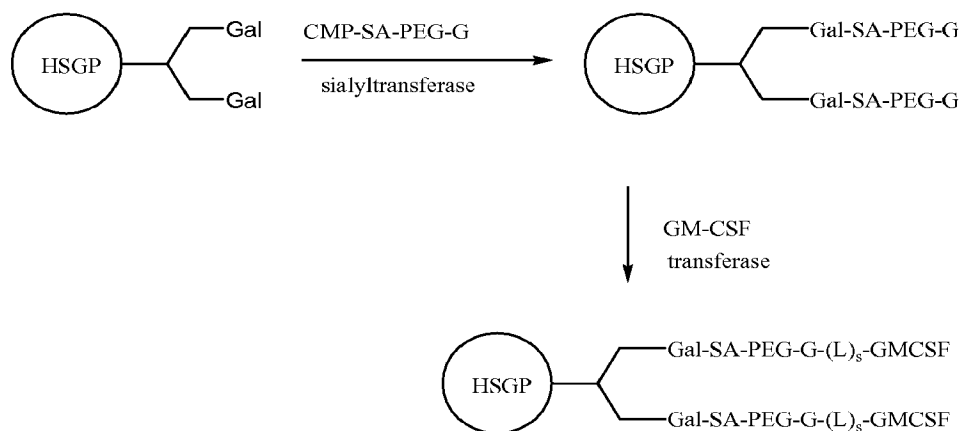 Gal
HSGP
Gal
CMP-SA-PEG-G
sialyltransferase
Gal-SA-PEG-G
HSGP
Gal-SA-PEG-G
GM-CSF
transferase
Gal-SA-PEG-G-(L)s-GMCSF
HSGP
Gal-SA-PEG-G-(L)s-GMCSF